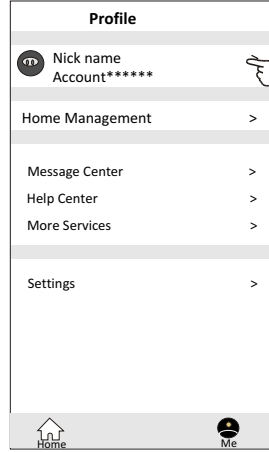 Profile
Nick name
Account******
Home Management >
Message Center >
Help Center >
More Services >
Settings >
Home Me